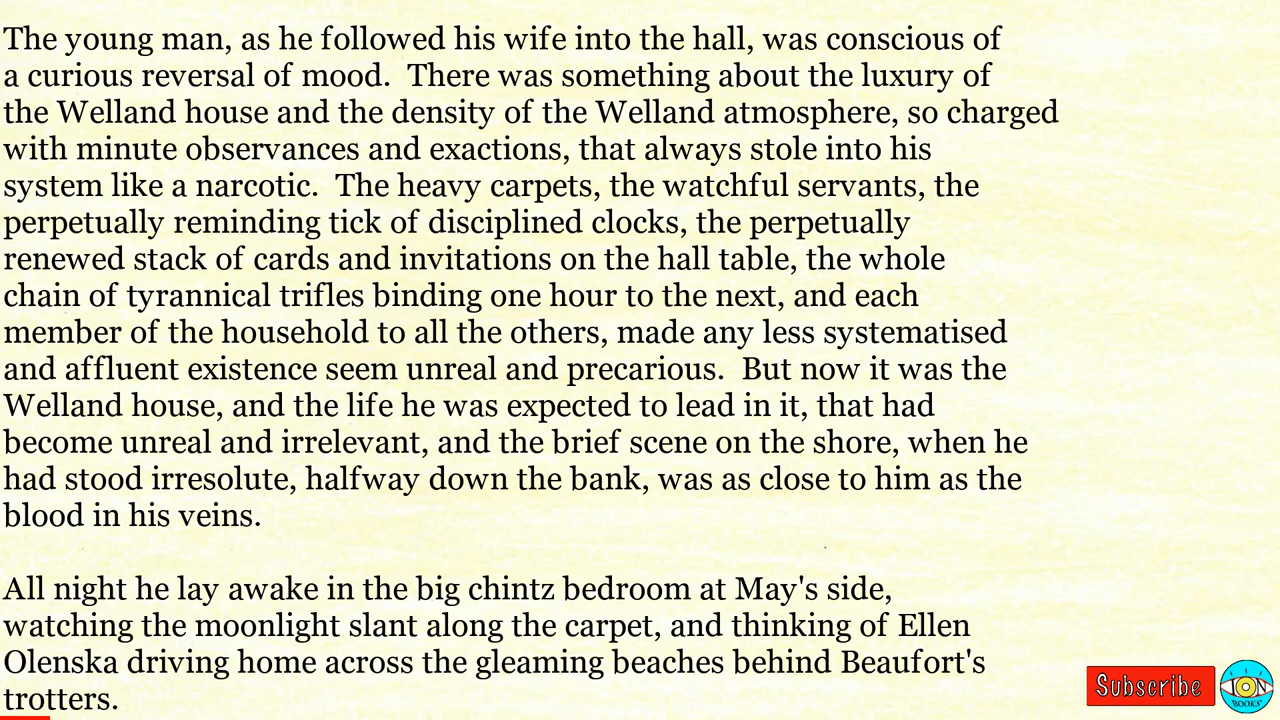 The young man, as he followed his wife into the hall, was conscious of
a curious reversal of mood.  There was something about the luxury of
the Welland house and the density of the Welland atmosphere, so charged
with minute observances and exactions, that always stole into his
system like a narcotic.  The heavy carpets, the watchful servants, the
perpetually reminding tick of disciplined clocks, the perpetually
renewed stack of cards and invitations on the hall table, the whole
chain of tyrannical trifles binding one hour to the next, and each
member of the household to all the others, made any less systematised
and affluent existence seem unreal and precarious.  But now it was the
Welland house, and the life he was expected to lead in it, that had
become unreal and irrelevant, and the brief scene on the shore, when he
had stood irresolute, halfway down the bank, was as close to him as the
blood in his veins.

All night he lay awake in the big chintz bedroom at May's side,
watching the moonlight slant along the carpet, and thinking of Ellen
Olenska driving home across the gleaming beaches behind Beaufort's
trotters.
Subscribe
ION
BOOKS